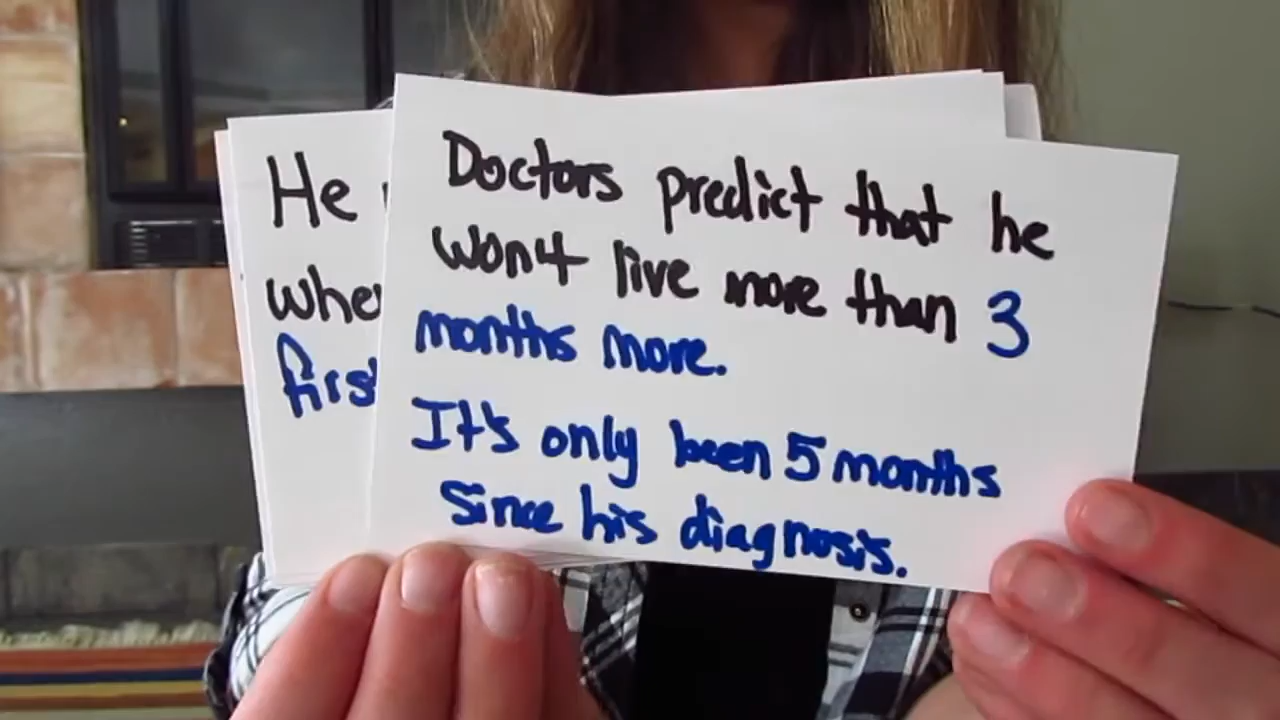 Doctors predict that he
won't live more than 3
months more.
It's only been 5 months
since his diagnosis.
He
first